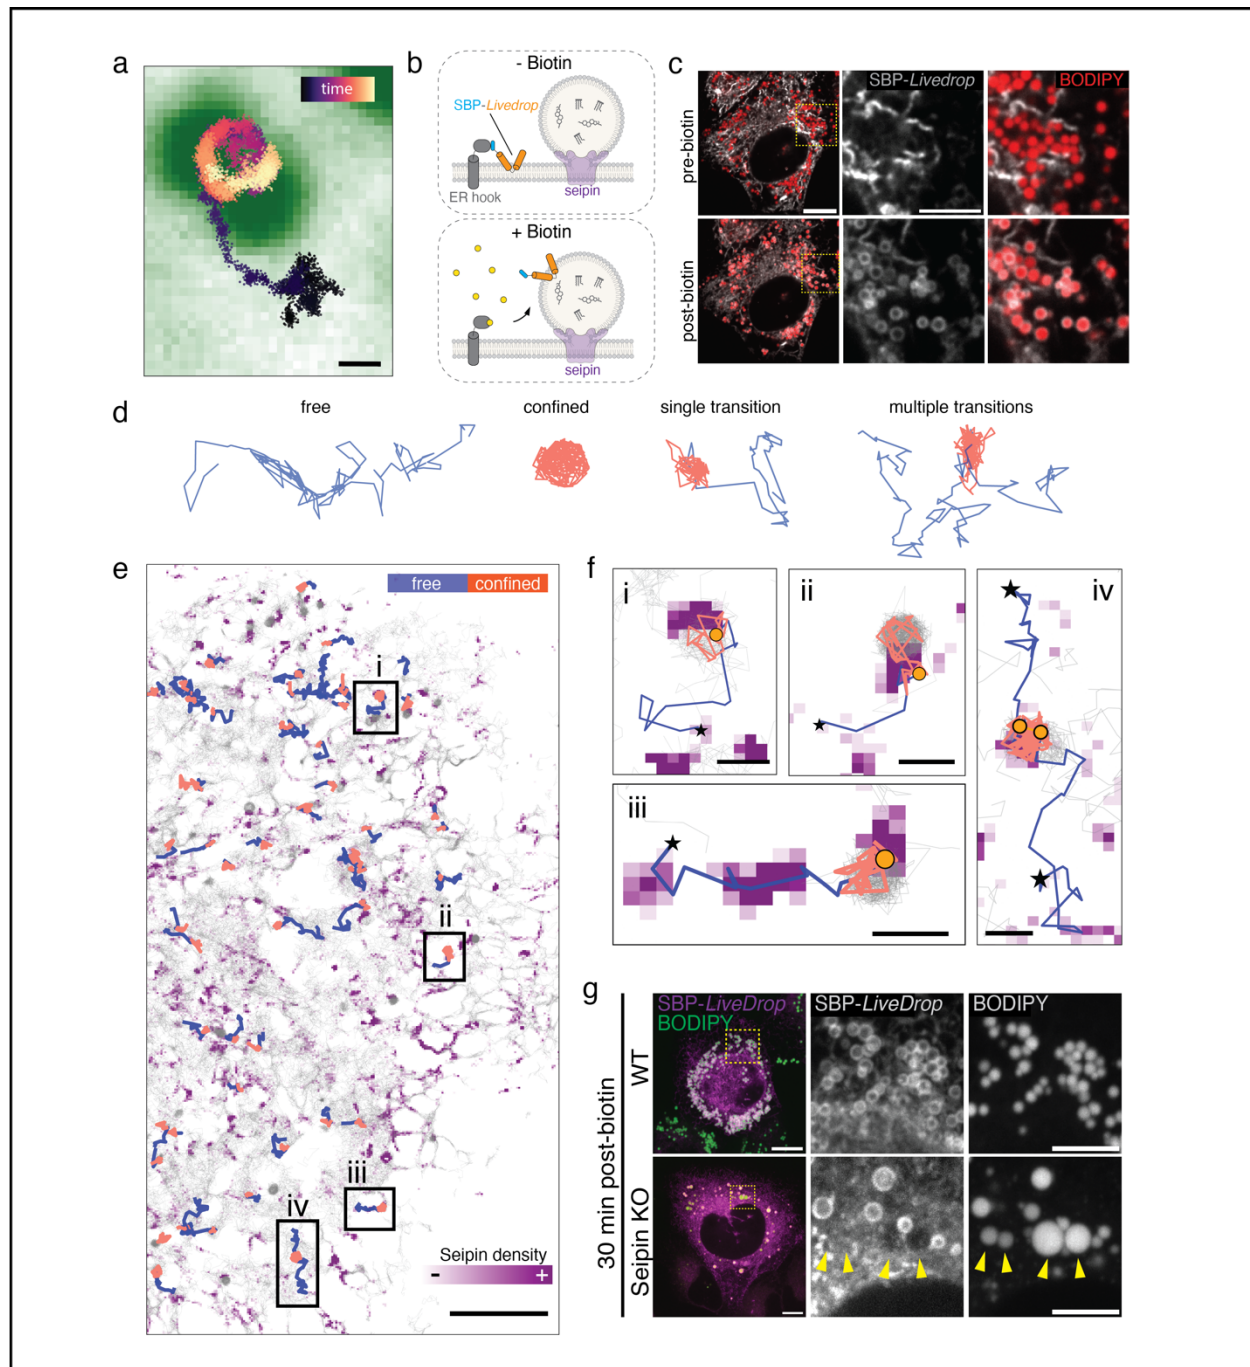 a
time
b
- Biotin
SBP-Livedrop
ER hook
seipin
+ Biotin
seipin
c
SBP-Livedrop
BODIPY
pre-biotin
post-biotin
d
free
confined
single transition
multiple transitions
e
free
confined
i
ii
iii
iv
Seipin density
-
+
f
i
ii
iii
iv
g
SBP-LiveDrop
BODIPY
SBP-LiveDrop
BODIPY
30 min post-biotin
WT
Seipin KO